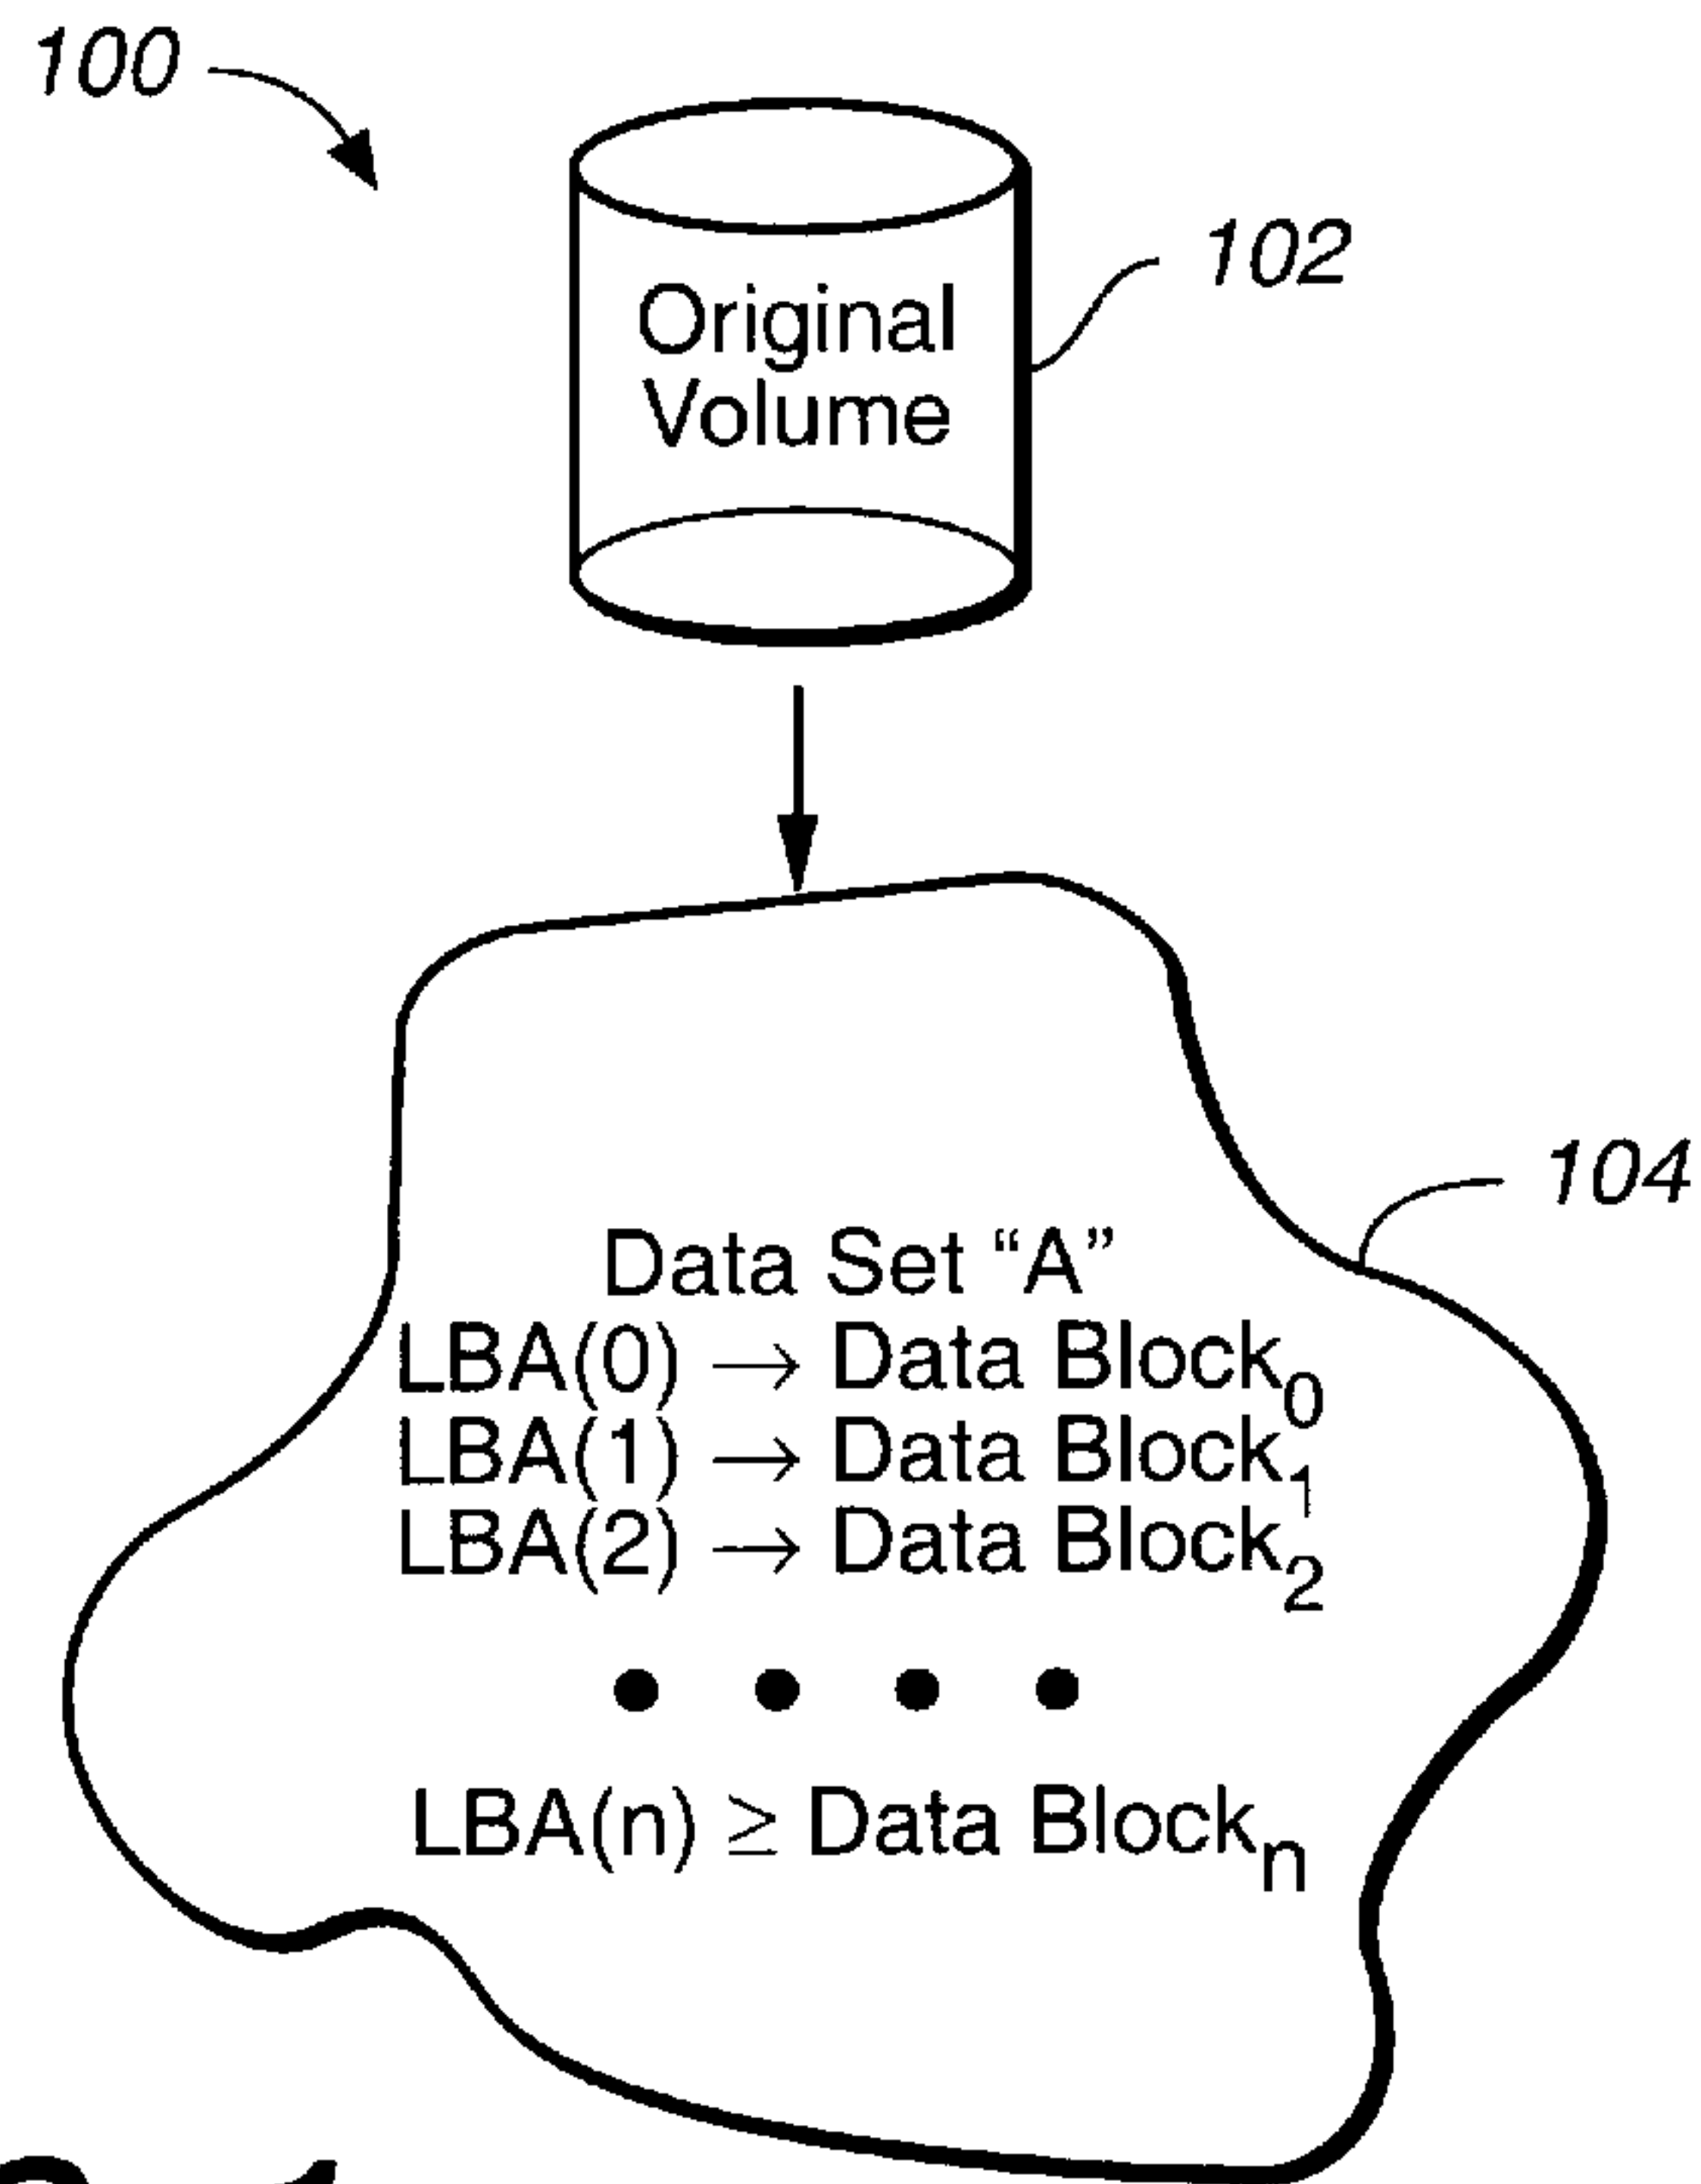 100
102
Original
Volume
104
Data Set “A”
LBA(0) → Data Block₀
LBA(1) → Data Block₁
LBA(2) → Data Block₂
• • • •
LBA(n) ≥ Data Blockₙ